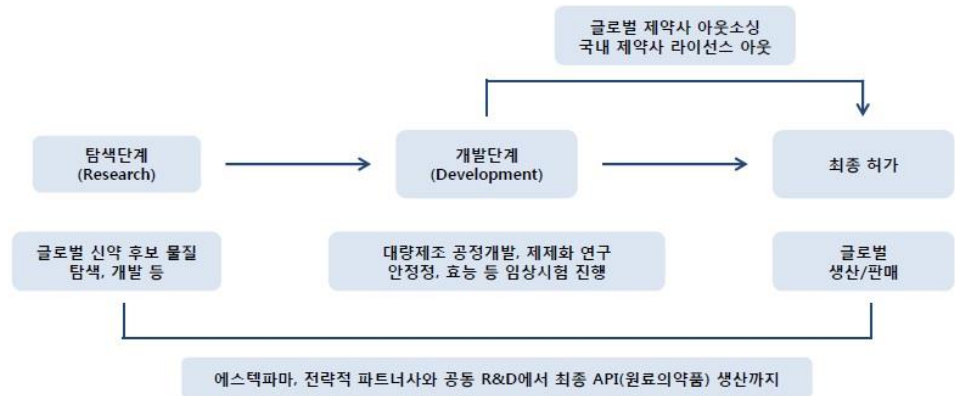 글로벌 제약사 아웃소싱
국내 제약사 라이선스 아웃
탐색단계
(Research)
개발단계
(Development)
최종 허가
글로벌 신약 후보 물질
탐색, 개발 등
대량제조 공정개발, 제제화 연구
안정정, 효능 등 임상시험 진행
글로벌
생산/판매
에스텍파마, 전략적 파트너사와 공동 R&D에서 최종 API(원료의약품) 생산까지